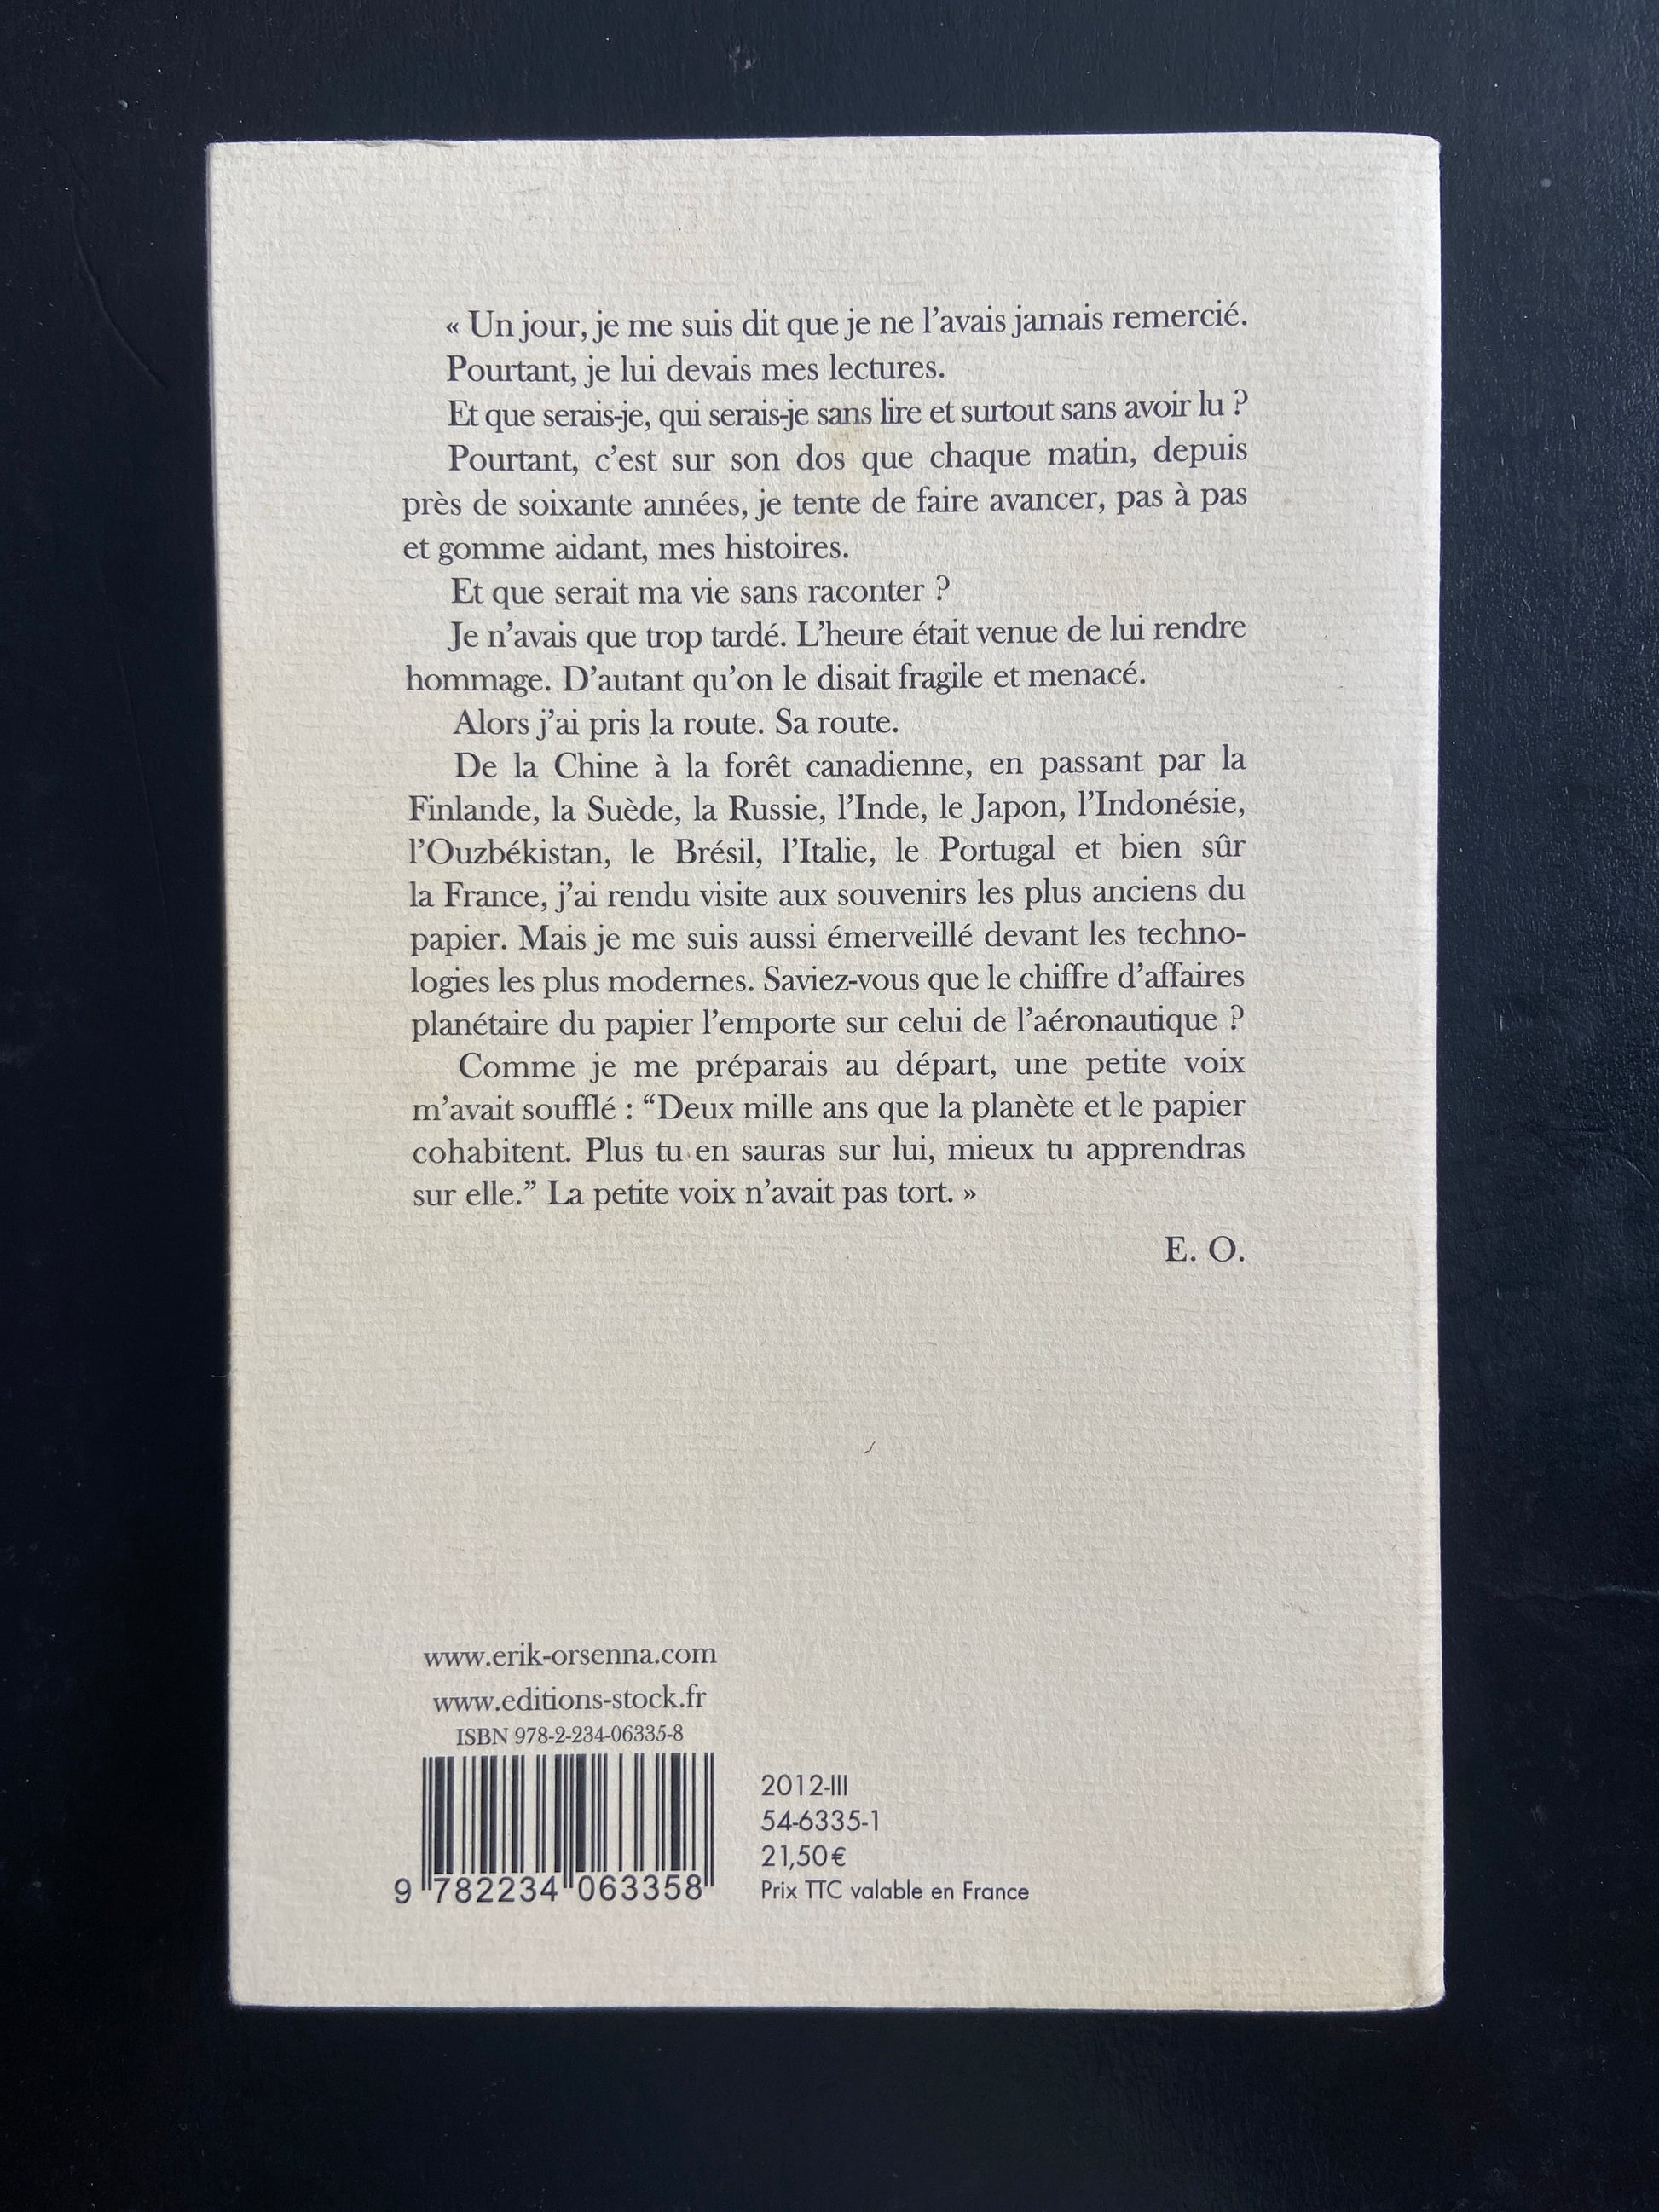 « Un jour, je me suis dit que je ne l’avais jamais remercié.
Pourtant, je lui devais mes lectures.
Et que serais-je, qui serais-je sans lire et surtout sans avoir lu ?
Pourtant, c’est sur son dos que chaque matin, depuis
près de soixante années, je tente de faire avancer, pas à pas
et gomme aidant, mes histoires.
Et que serait ma vie sans raconter ?
Je n’avais que trop tardé. L’heure était venue de lui rendre
hommage. D’autant qu’on le disait fragile et menacé.
Alors j’ai pris la route. Sa route.
De la Chine à la forêt canadienne, en passant par la
Finlande, la Suède, la Russie, l’Inde, le Japon, l’Indonésie,
l’Ouzbékistan, le Brésil, l’Italie, le Portugal et bien sûr
la France, j’ai rendu visite aux souvenirs les plus anciens du
papier. Mais je me suis aussi émerveillé devant les techno-
logies les plus modernes. Saviez-vous que le chiffre d’affaires
planétaire du papier l’emporte sur celui de l’aéronautique ?
Comme je me préparais au départ, une petite voix
m’avait soufflé : “Deux mille ans que la planète et le papier
cohabitent. Plus tu en sauras sur lui, mieux tu apprendras
sur elle.” La petite voix n’avait pas tort. »
E. O.
www.erik-orsenna.com
www.editions-stock.fr
ISBN 978-2-234-06335-8
9 782234 063358
2012-III
54-6335-1
21,50 €
Prix TTC valable en France